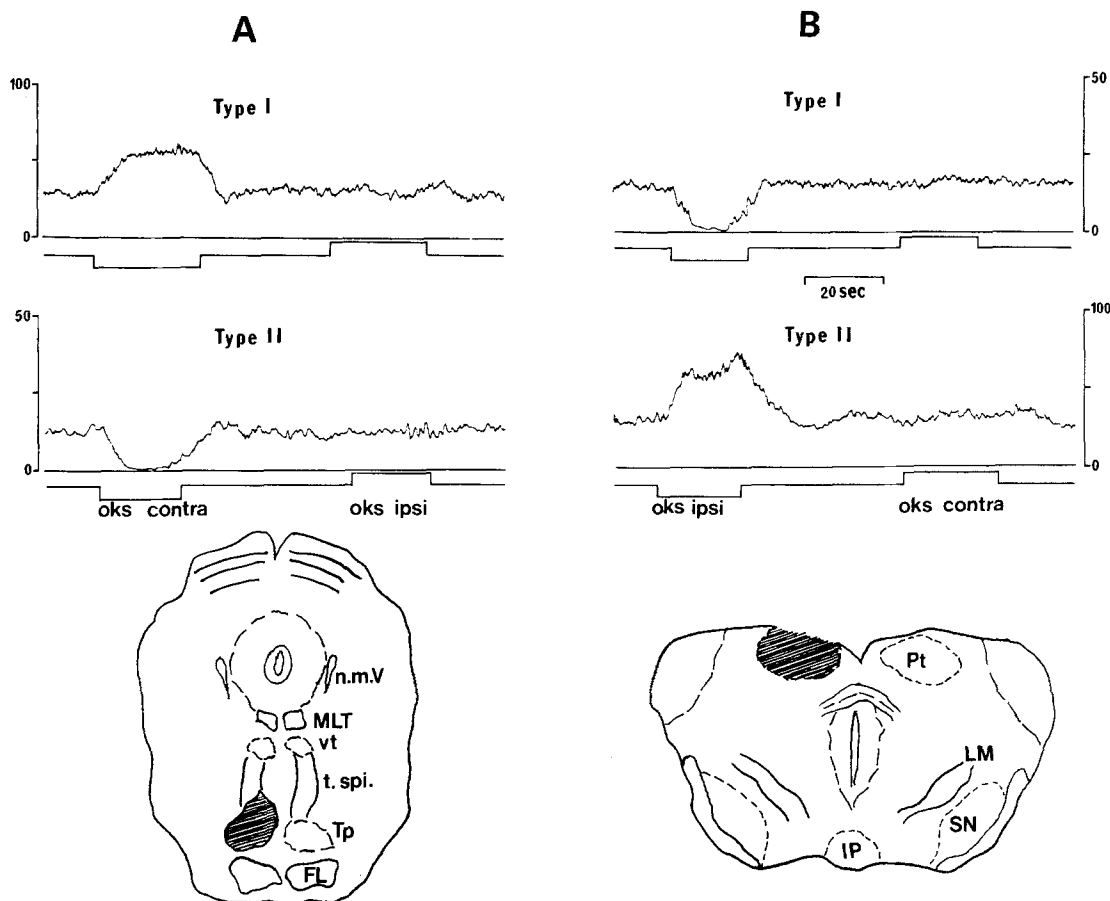 A
B
100
Type I
0
Type I
50
0
20 sec
50
Type II
0
oks contra
oks ipsi
Type II
100
50
0
oks ipsi
oks contra
n.m.V
MLT
vt
t. spi.
Tp
FL
Pt
LM
SN
IP